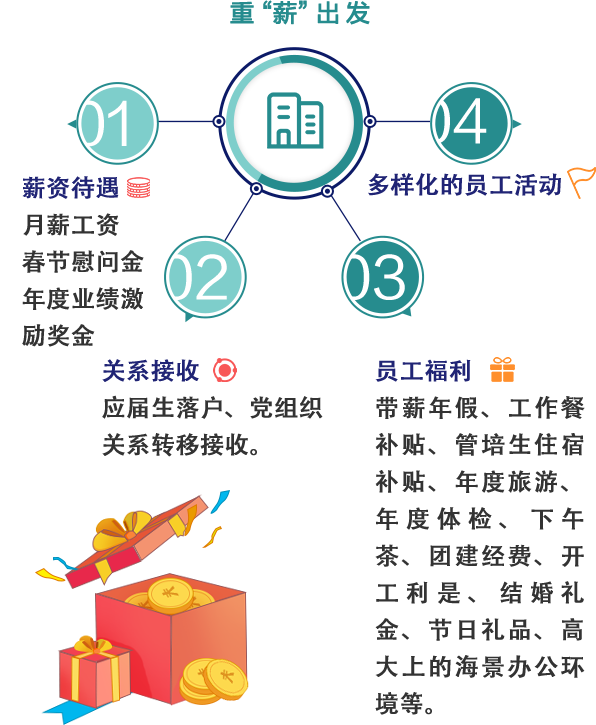 重“薪”出发
01
薪资待遇
月薪工资
春节慰问金
年度业绩激
励奖金
02
关系接收
应届生落户、党组织
关系转移接收。
03
员工福利
带薪年假、工作餐
补贴、管培生住宿
补贴、年度旅游、
年度体检、下午
茶、团建经费、开
工利是、结婚礼
金、节日礼品、高
大上的海景办公环
境等。
04
多样化的员工活动